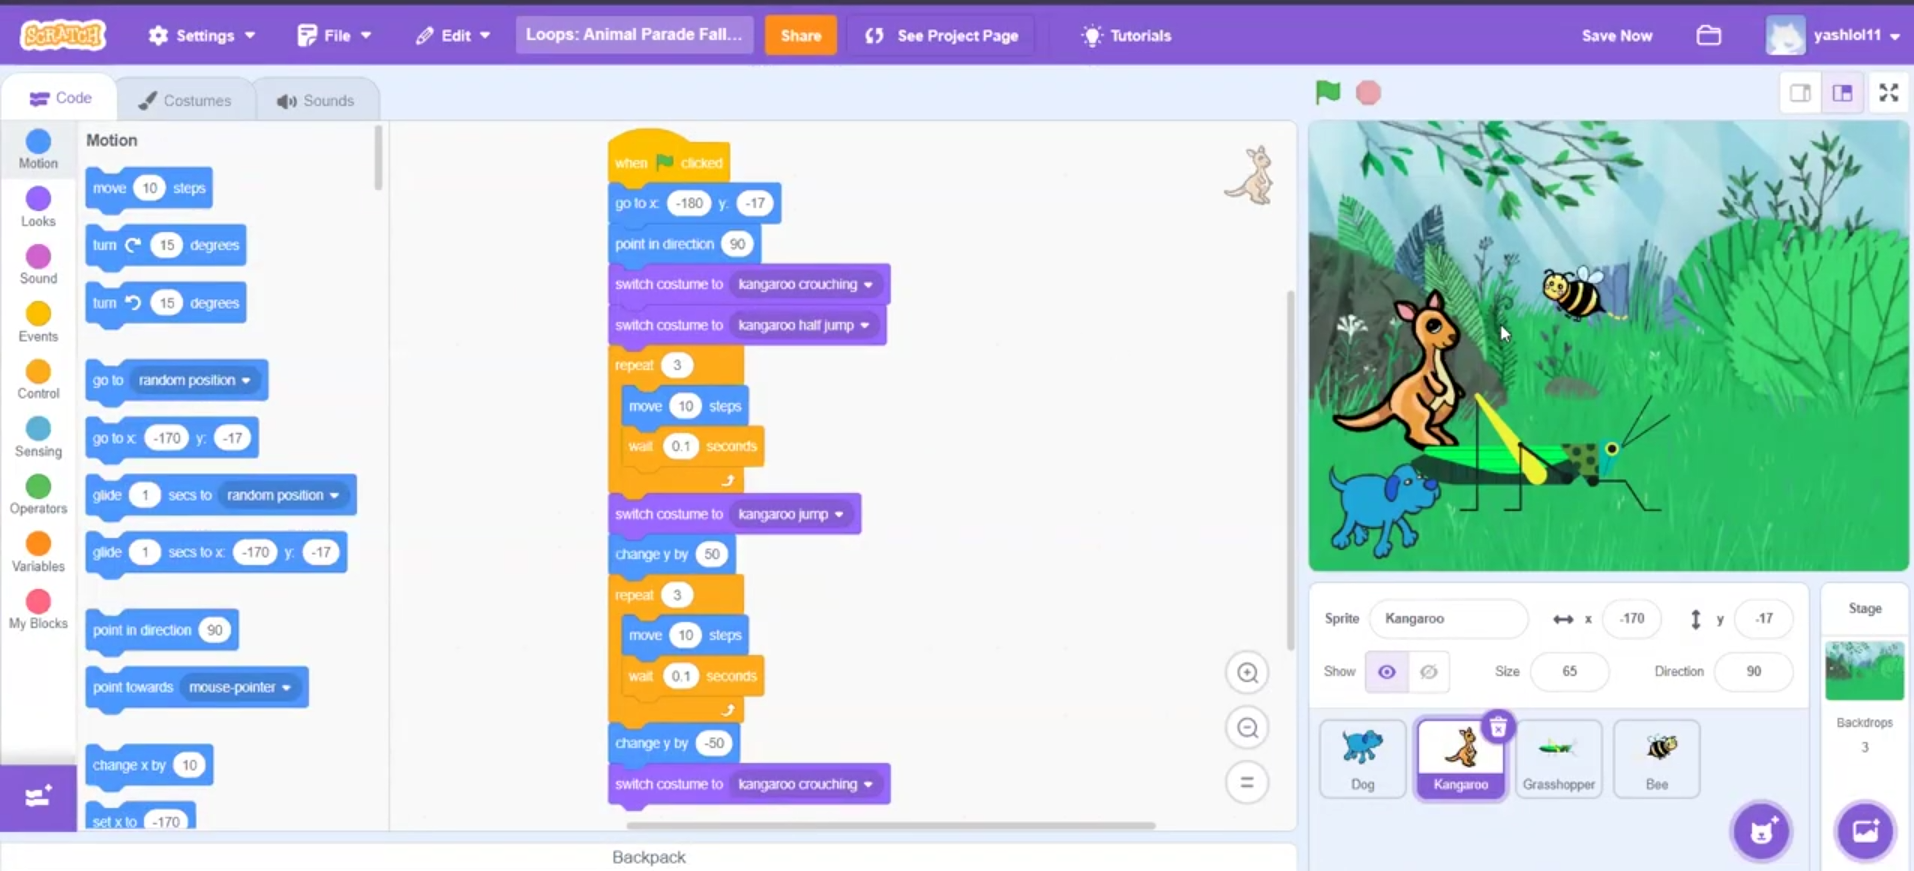 SCRATCH Settings File Edit Loops: Animal Parade Fall... Share See Project Page Tutorials Save Now yashlol11
Code Costumes Sounds
Motion
Looks
Sound
Events
Control
Sensing
Operators
Variables
My Blocks
Motion
move 10 steps
turn 15 degrees
turn 15 degrees
go to random position
go to x: -170 y: -17
glide 1 secs to random position
glide 1 secs to x: -170 y: -17
point in direction 90
point towards mouse-pointer
change x by 10
set x to -170
when clicked
go to x: -180 y: -17
point in direction 90
switch costume to kangaroo crouching
switch costume to kangaroo half jump
repeat 3
move 10 steps
wait 0.1 seconds
switch costume to kangaroo jump
change y by 50
repeat 3
move 10 steps
wait 0.1 seconds
change y by -50
switch costume to kangaroo crouching
Backpack
Sprite Kangaroo x -170 y -17
Show Size 65 Direction 90
Dog Kangaroo Grasshopper Bee
Stage
Backdrops
3